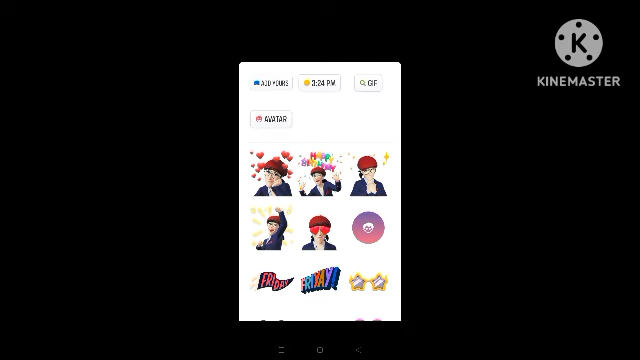 ADD YOURS 3:24 PM GIF
K
KINEMASTER
AVATAR
HAPPY
BIRTHDAY
FRIDAY FRIYAY!